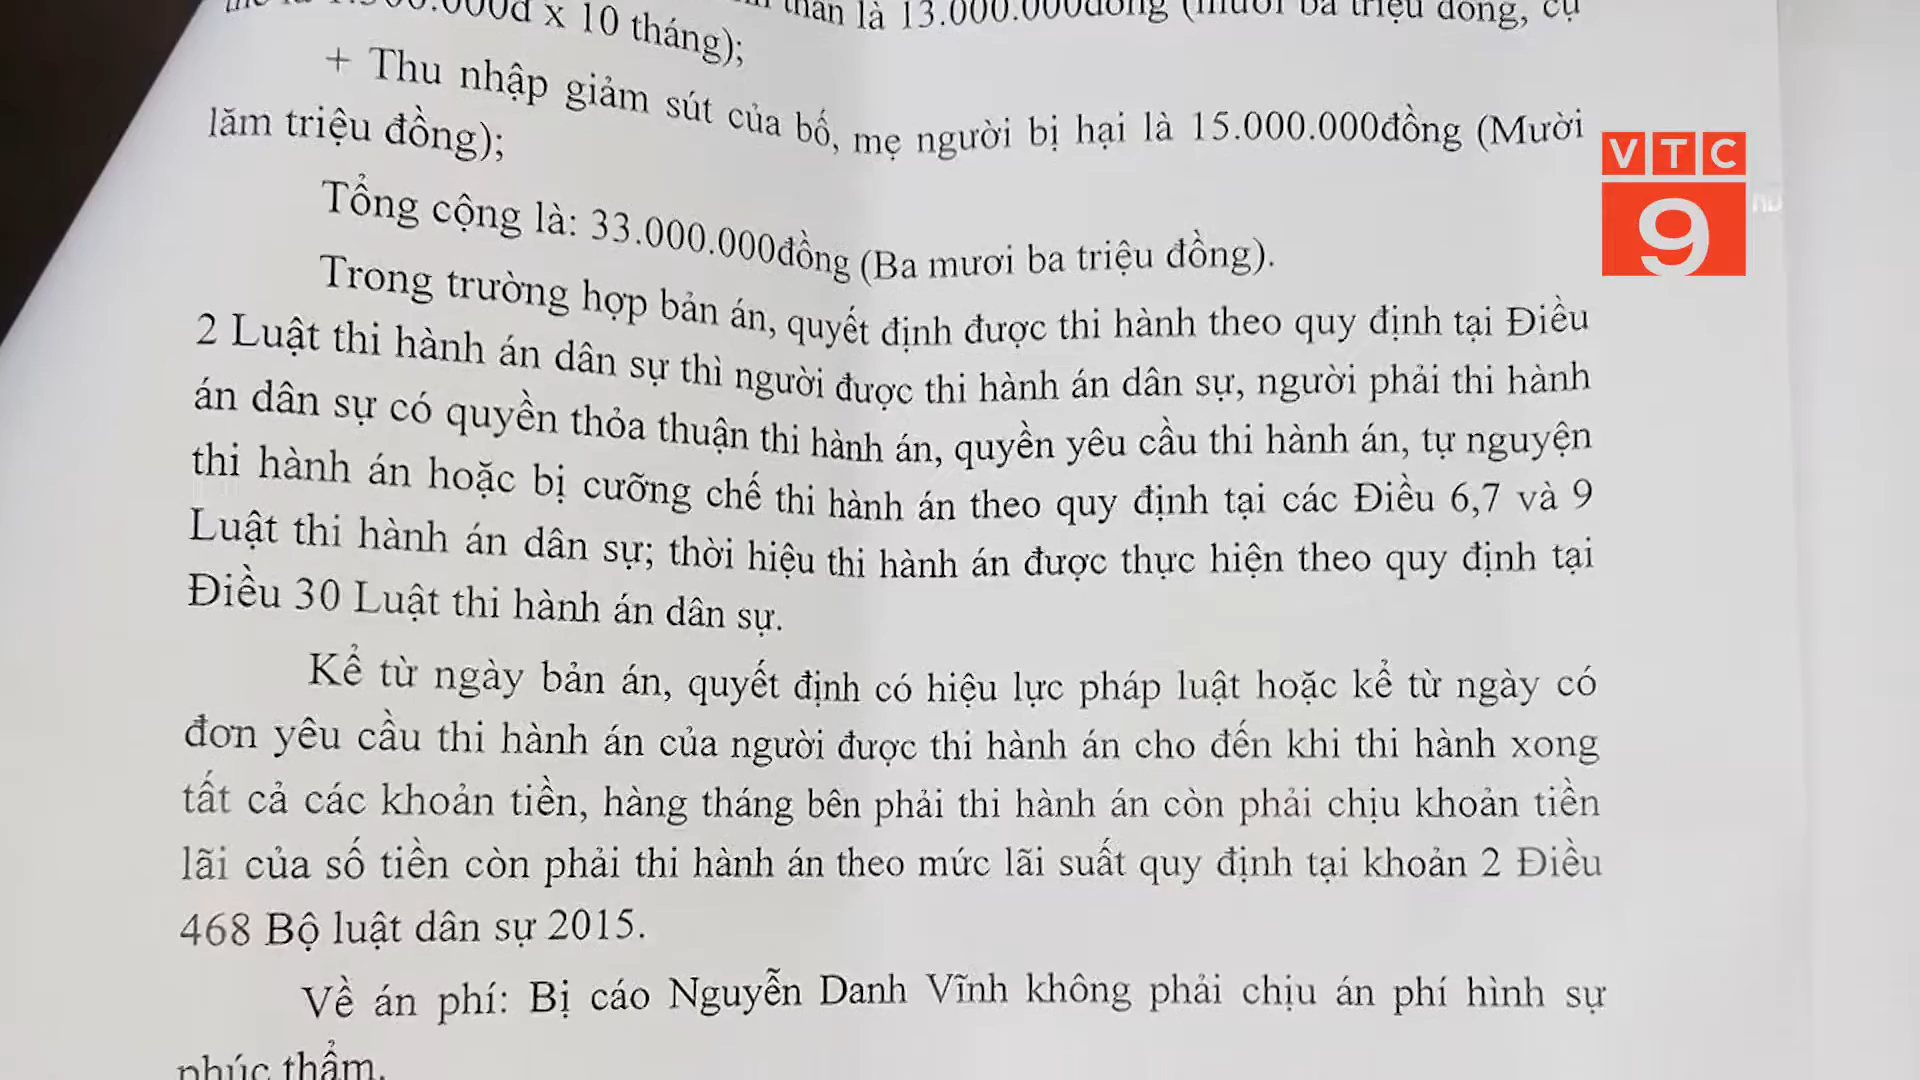 thần là 13.000.000đồng (mười ba triệu đồng, cụ
x 10 tháng);
+ Thu nhập giảm sút của bố, mẹ người bị hại là 15.000.000đồng (Mười
lăm triệu đồng);
Tổng cộng là: 33.000.000đồng (Ba mươi ba triệu đồng).
Trong trường hợp bản án, quyết định được thi hành theo quy định tại Điều
2 Luật thi hành án dân sự thì người được thi hành án dân sự, người phải thi hành
án dân sự có quyền thỏa thuận thi hành án, quyền yêu cầu thi hành án, tự nguyện
thi hành án hoặc bị cưỡng chế thi hành án theo quy định tại các Điều 6,7 và 9
Luật thi hành án dân sự; thời hiệu thi hành án được thực hiện theo quy định tại
Điều 30 Luật thi hành án dân sự.
Kể từ ngày bản án, quyết định có hiệu lực pháp luật hoặc kể từ ngày có
đơn yêu cầu thi hành án của người được thi hành án cho đến khi thi hành xong
tất cả các khoản tiền, hàng tháng bên phải thi hành án còn phải chịu khoản tiền
lãi của số tiền còn phải thi hành án theo mức lãi suất quy định tại khoản 2 Điều
468 Bộ luật dân sự 2015.
Về án phí: Bị cáo Nguyễn Danh Vĩnh không phải chịu án phí hình sự
phúc thẩm.
VTC
9